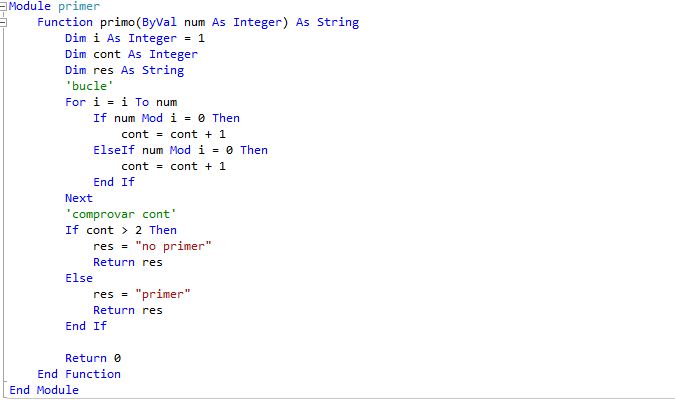 Module primer
Function primo(ByVal num As Integer) As String
Dim i As Integer = 1
Dim cont As Integer
Dim res As String
'bucle'
For i = i To num
If num Mod i = 0 Then
cont = cont + 1
ElseIf num Mod i = 0 Then
cont = cont + 1
End If
Next
'comprovar cont'
If cont > 2 Then
res = "no primer"
Return res
Else
res = "primer"
Return res
End If
Return 0
End Function
End Module